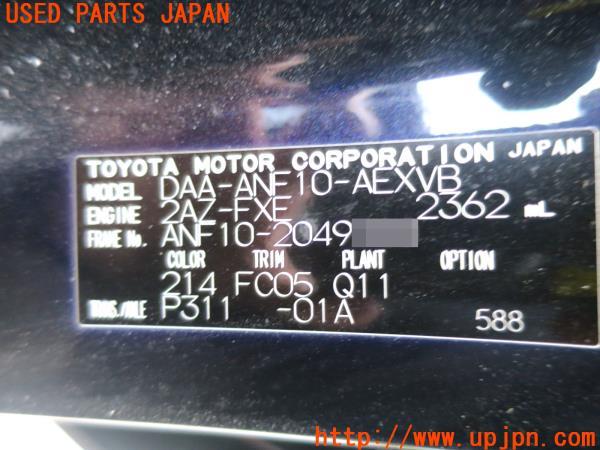 USED PARTS JAPAN
TOYOTA MOTOR CORPORATION JAPAN
MODEL DAA-ANF10-AEXVB
ENGINE 2AZ-FXE 2362 mL
FRAME No. ANF10-2049
COLOR TRIM PLANT OPTION
214 FC05 Q11
TRANS./AXLE P311 -01A 588
http://www.upjpn.com/